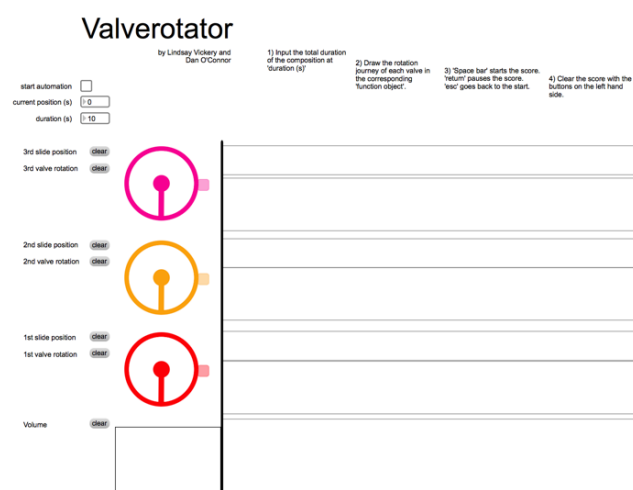 Valverotator
by Lindsay Vickery and
Dan O'Connor
1) Input the total duration
of the composition at
'duration (s)'
2) Draw the rotation
journey of each valve in
the corresponding
'function object'.
3) 'Space bar' starts the score.
'return' pauses the score.
'esc' goes back to the start.
4) Clear the score with the
buttons on the left hand
side.
start automation
current position (s) 0
duration (s) 10
3rd slide position clear
3rd valve rotation clear
2nd slide position clear
2nd valve rotation clear
1st slide position clear
1st valve rotation clear
Volume clear